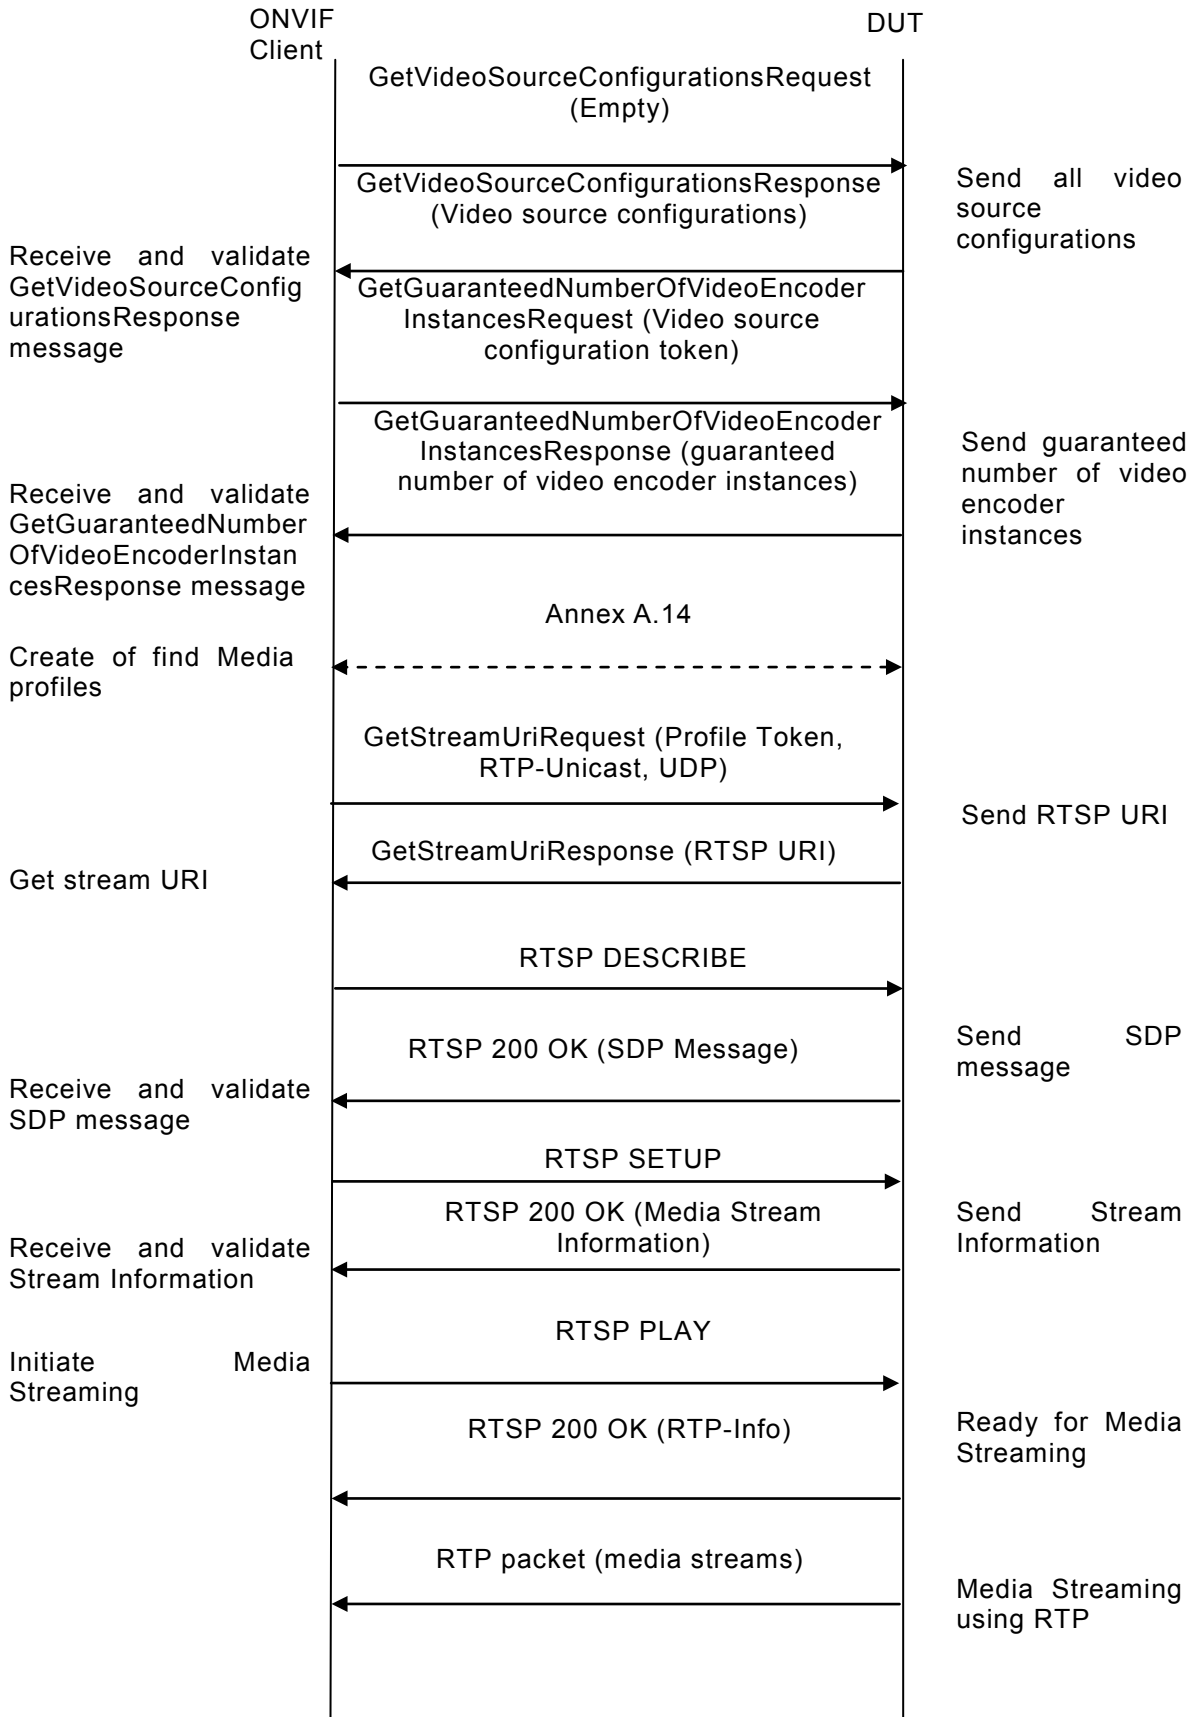 ONVIF
Client
DUT
GetVideoSourceConfigurationsRequest
(Empty)
GetVideoSourceConfigurationsResponse
(Video source configurations)
Send all video
source
configurations
Receive and validate
GetVideoSourceConfig
urationsResponse
message
GetGuaranteedNumberOfVideoEncoder
InstancesRequest (Video source
configuration token)
GetGuaranteedNumberOfVideoEncoder
InstancesResponse (guaranteed
number of video encoder instances)
Send guaranteed
number of video
encoder
instances
Receive and validate
GetGuaranteedNumber
OfVideoEncoderInstan
cesResponse message
Annex A.14
Create of find Media
profiles
GetStreamUriRequest (Profile Token,
RTP-Unicast, UDP)
Send RTSP URI
GetStreamUriResponse (RTSP URI)
Get stream URI
RTSP DESCRIBE
RTSP 200 OK (SDP Message)
Send SDP
message
Receive and validate
SDP message
RTSP SETUP
RTSP 200 OK (Media Stream
Information)
Send Stream
Information
Receive and validate
Stream Information
RTSP PLAY
Initiate Media
Streaming
RTSP 200 OK (RTP-Info)
Ready for Media
Streaming
RTP packet (media streams)
Media Streaming
using RTP